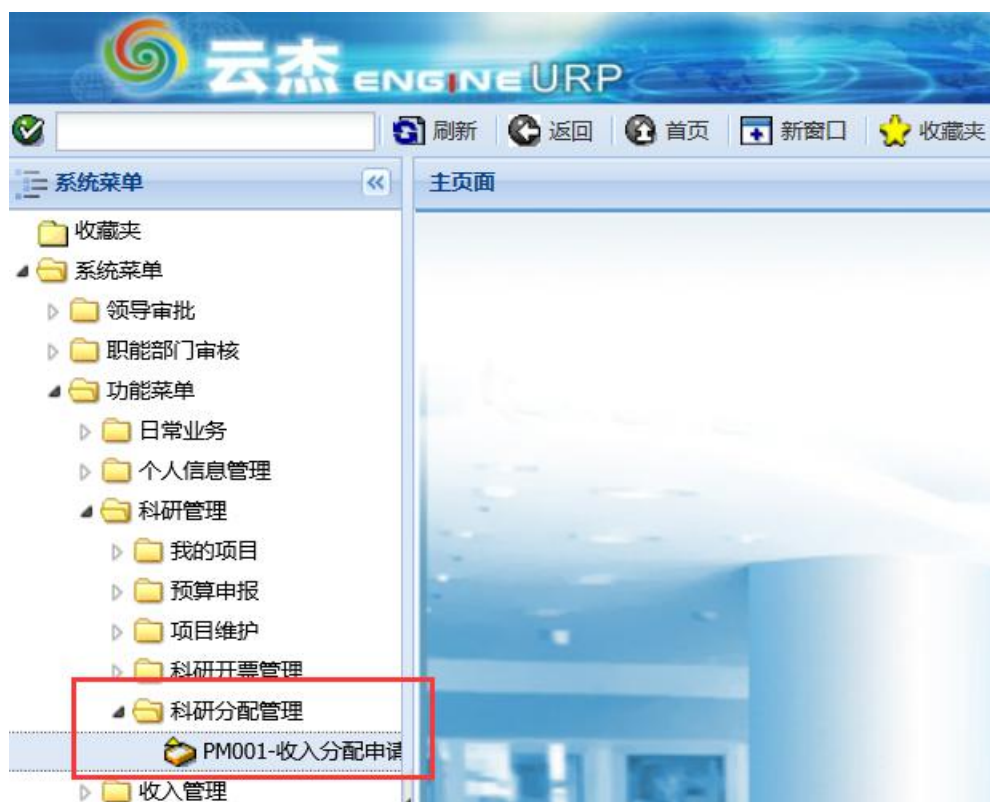 云杰 ENGINE URP
刷新 返回 首页 新窗口 收藏夹
系统菜单 主页面
收藏夹
系统菜单
领导审批
职能部门审核
功能菜单
日常业务
个人信息管理
科研管理
我的项目
预算申报
项目维护
科研开票管理
科研分配管理
PM001-收入分配申请
收入管理